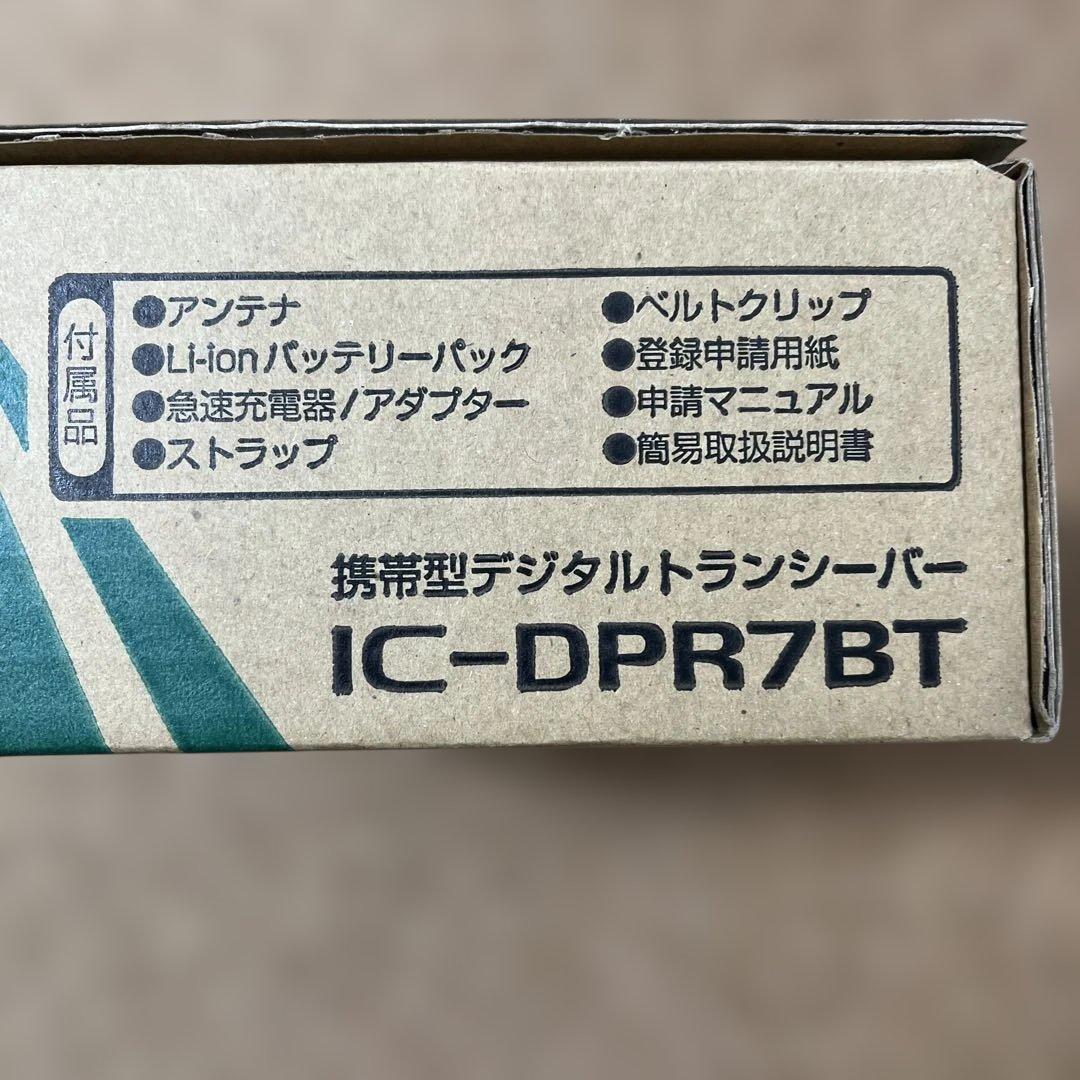 付属品
●アンテナ
●Li-ionバッテリーパック
●急速充電器/アダプター
●ストラップ
●ベルトクリップ
●登録申請用紙
●申請マニュアル
●簡易取扱説明書
携帯型デジタルトランシーバー
IC-DPR7BT